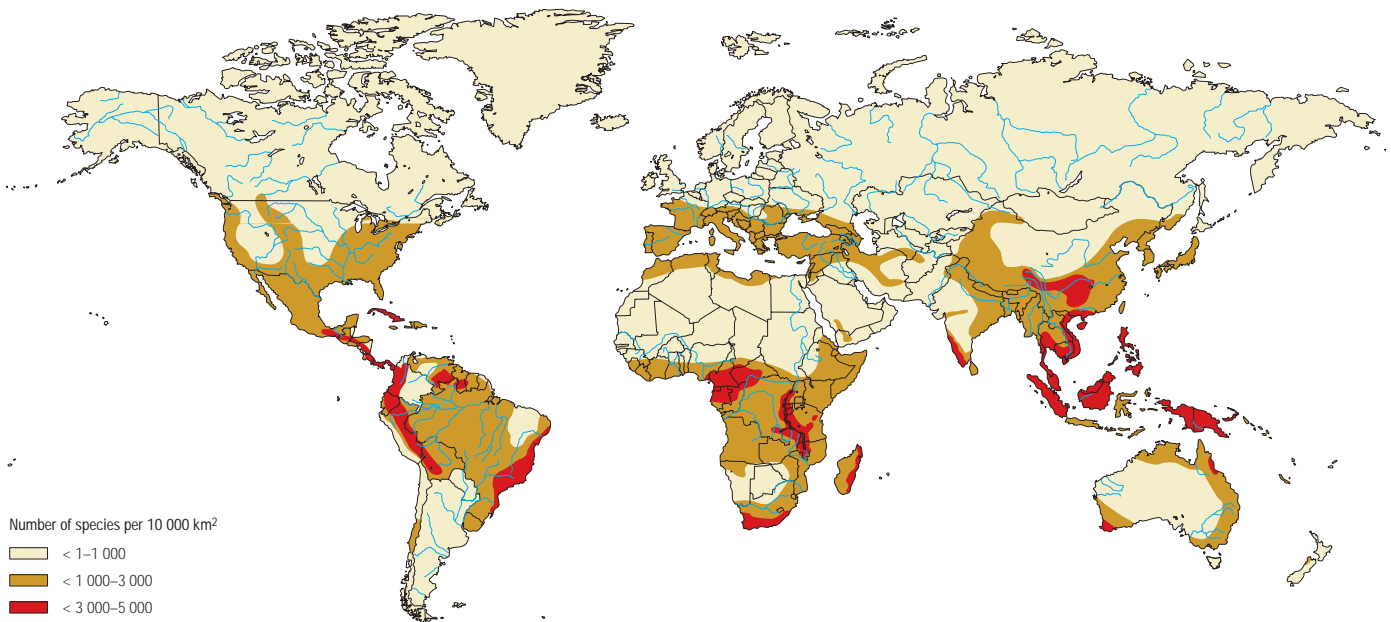 Number of species per 10 000 km²
< 1–1 000
< 1 000–3 000
< 3 000–5 000